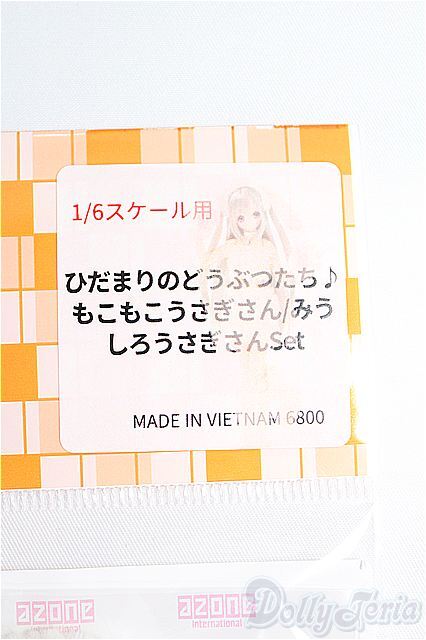 1/6スケール用
ひだまりのどうぶつたち♪
もこもこうさぎさん/みう
しろうさぎさんSet
MADE IN VIETNAM 6800
azone
azone
international
DollyTeria